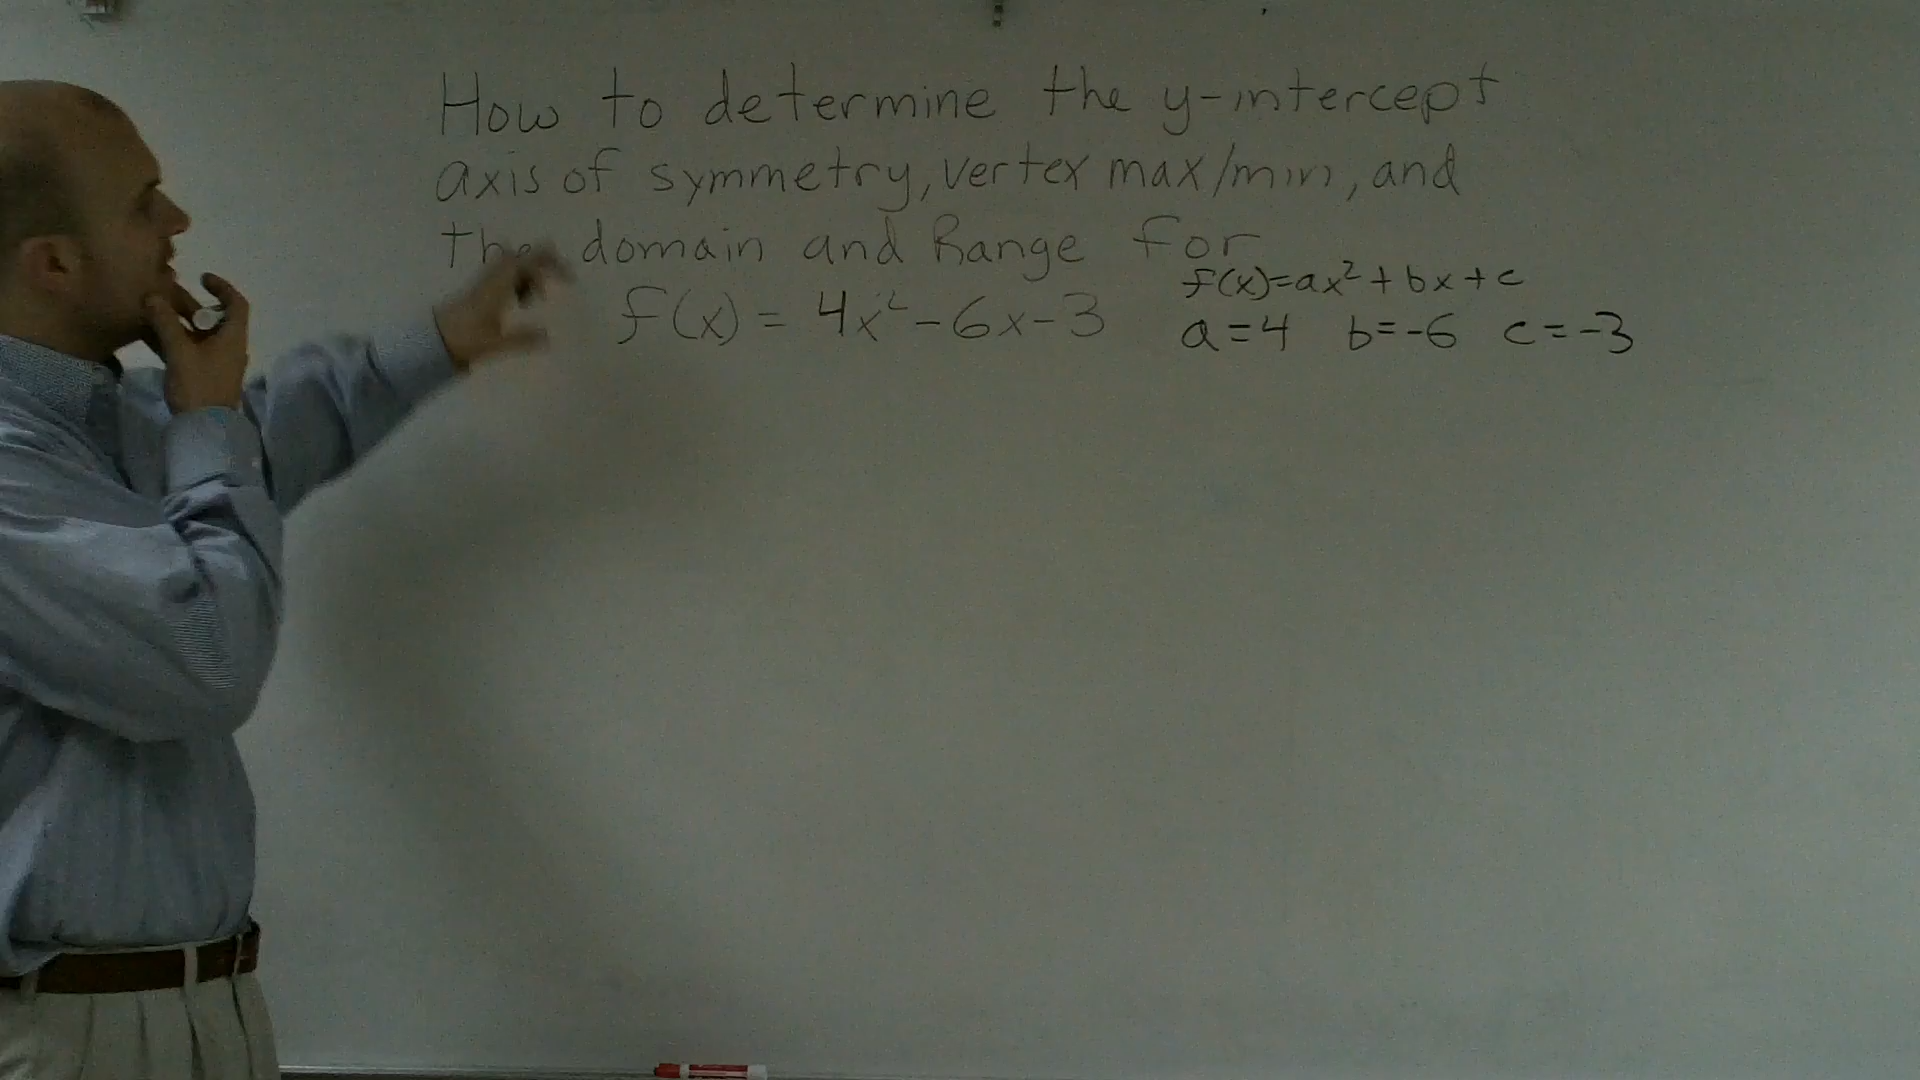 How to determine the y-intercept
axis of symmetry, vertex max/min, and
the domain and Range for
f(x) = 4x² - 6x - 3
f(x)=ax² + bx + c
a = 4 b = -6 c = -3